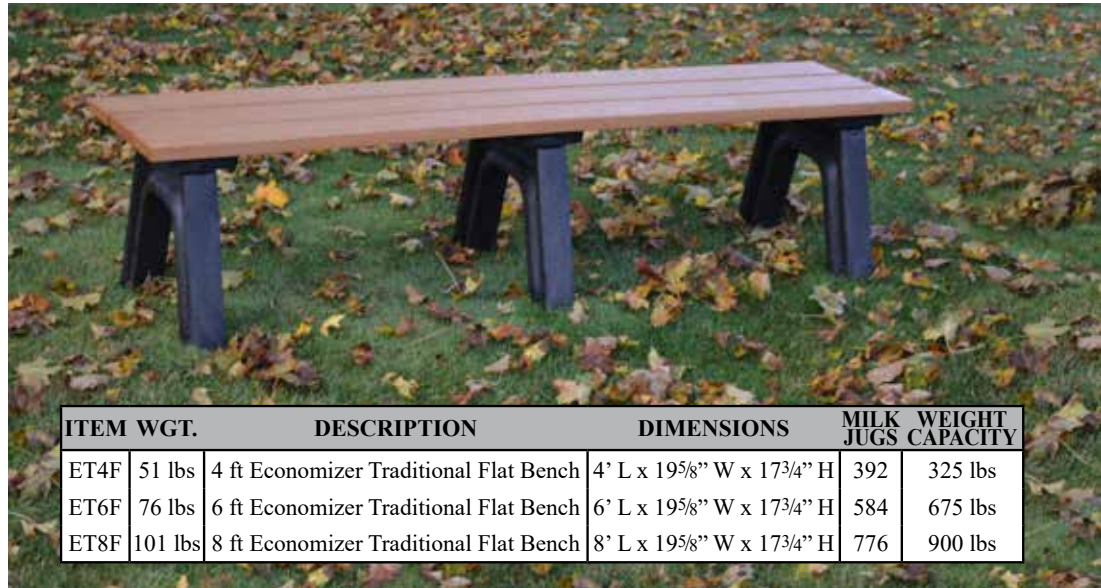 ITEM WGT. DESCRIPTION DIMENSIONS MILK JUGS WEIGHT CAPACITY
ET4F 51 lbs 4 ft Economizer Traditional Flat Bench 4’ L x 195/8” W x 173/4” H 392 325 lbs
ET6F 76 lbs 6 ft Economizer Traditional Flat Bench 6’ L x 195/8” W x 173/4” H 584 675 lbs
ET8F 101 lbs 8 ft Economizer Traditional Flat Bench 8’ L x 195/8” W x 173/4” H 776 900 lbs